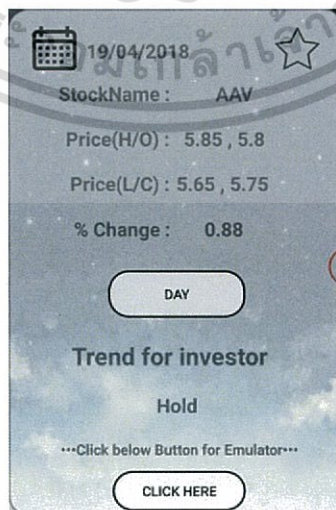 19/04/2018
StockName : AAV
Price(H/O) : 5.85 , 5.8
Price(L/C) : 5.65 , 5.75
% Change : 0.88
DAY
Trend for investor
Hold
•••Click below Button for Emulator•••
CLICK HERE